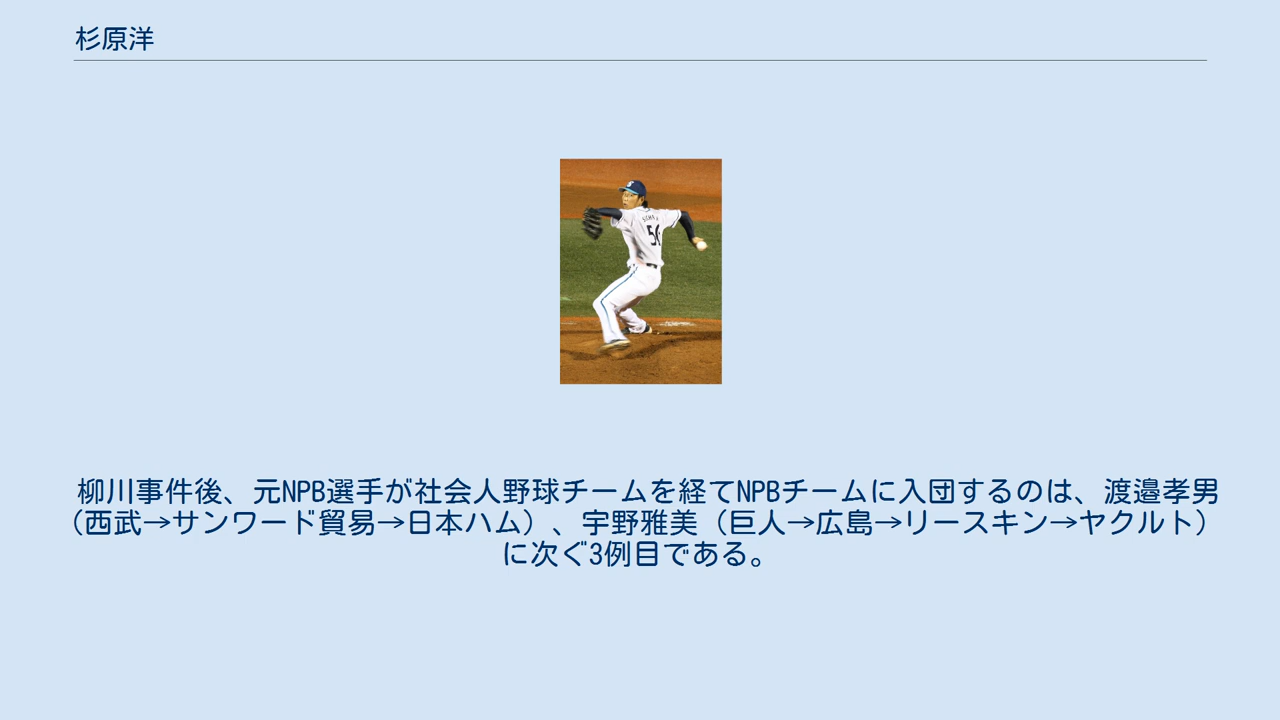 杉原洋
柳川事件後、元NPB選手が社会人野球チームを経てNPBチームに入団するのは、渡邉孝男
（西武→サンワード貿易→日本ハム）、宇野雅美（巨人→広島→リースキン→ヤクルト）
に次ぐ3例目である。